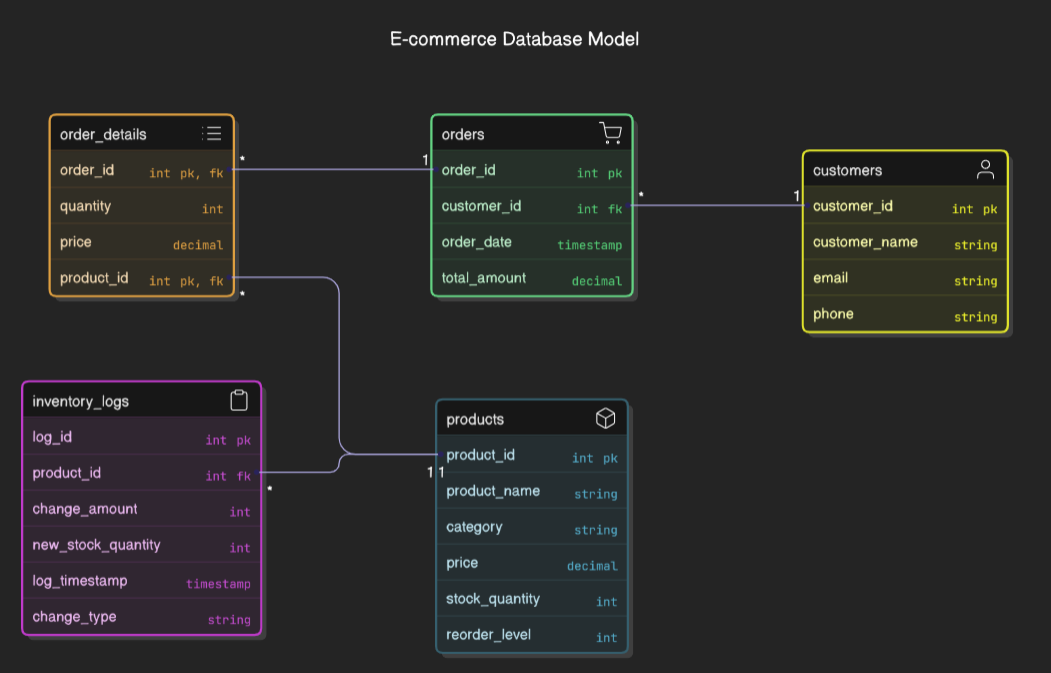 E-commerce Database Model
order_details
order_id int pk, fk
quantity int
price decimal
product_id int pk, fk
*
*
orders
order_id int pk
customer_id int fk
order_date timestamp
total_amount decimal
1
*
customers
customer_id int pk
customer_name string
email string
phone string
1
inventory_logs
log_id int pk
product_id int fk
change_amount int
new_stock_quantity int
log_timestamp timestamp
change_type string
*
products
product_id int pk
product_name string
category string
price decimal
stock_quantity int
reorder_level int
1 1